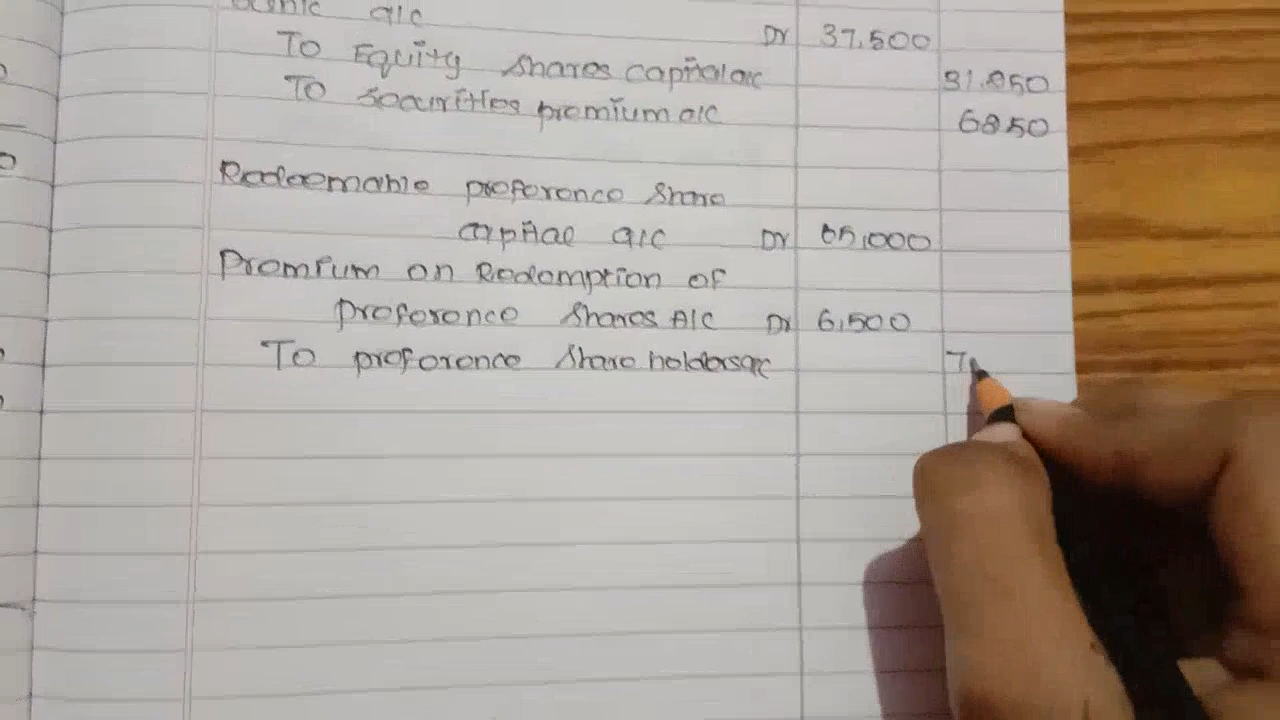 a/c Dr 37,500
To Equity shares capital a/c 31,250
To Securities premium a/c 6250
Redeemable preference share
capital a/c Dr 65,000
Premium on Redemption of
preference shares A/C Dr 6,500
To preference share holders a/c 7